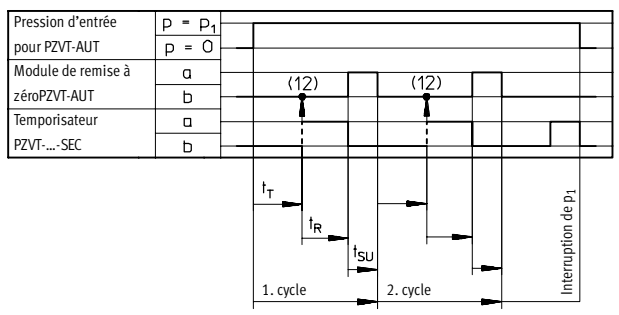 Pression d'entrée
pour PZVT-AUT
p = p₁
p = 0
Module de remise à
zéroPZVT-AUT
a
b
(12)
(12)
Temporisateur
PZVT-...-SEC
a
b
tT
tR
tSU
1. cycle
2. cycle
Interruption de p₁